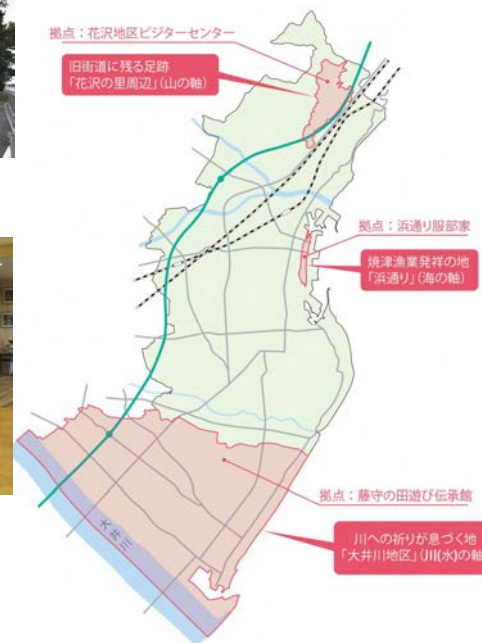 拠点：花沢地区ビジターセンター
旧街道に残る足跡
「花沢の里周辺」(山の軸)
拠点：浜通り服部家
焼津漁業発祥の地
「浜通り」(海の軸)
拠点：藤守の田遊び伝承館
川への祈りが息づく地
「大井川地区」(川(水)の軸
大井川